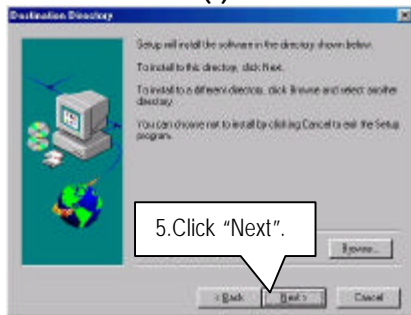 Destination Directory
Setup will install the software in the directory shown below.
To install to this directory, click Next.
To install to a different directory, click Browse and select another
directory.
You can choose not to install by clicking Cancel to exit the Setup
program.
5.Click “Next”.
Browse...
< Back
Next >
Cancel